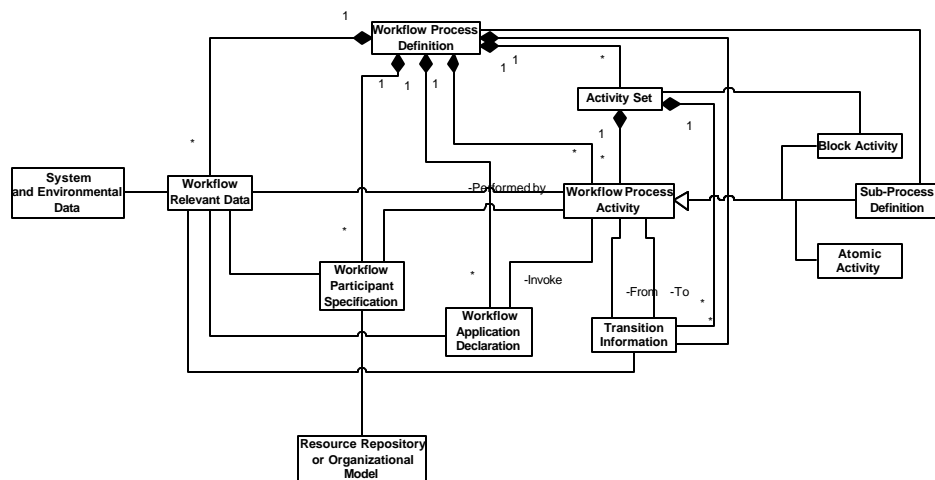 1
Workflow Process
Definition
1
1
1
1
1
1
*
Activity Set
1
1
*
*
*
Block Activity
System
and Environmental
Data
Workflow
Relevant Data
-Performed by
Workflow Process
Activity
Sub-Process
Definition
*
Workflow
Participant
Specification
*
-Invoke
Atomic
Activity
-From
-To
*
*
Workflow
Application
Declaration
Transition
Information
Resource Repository
or Organizational
Model